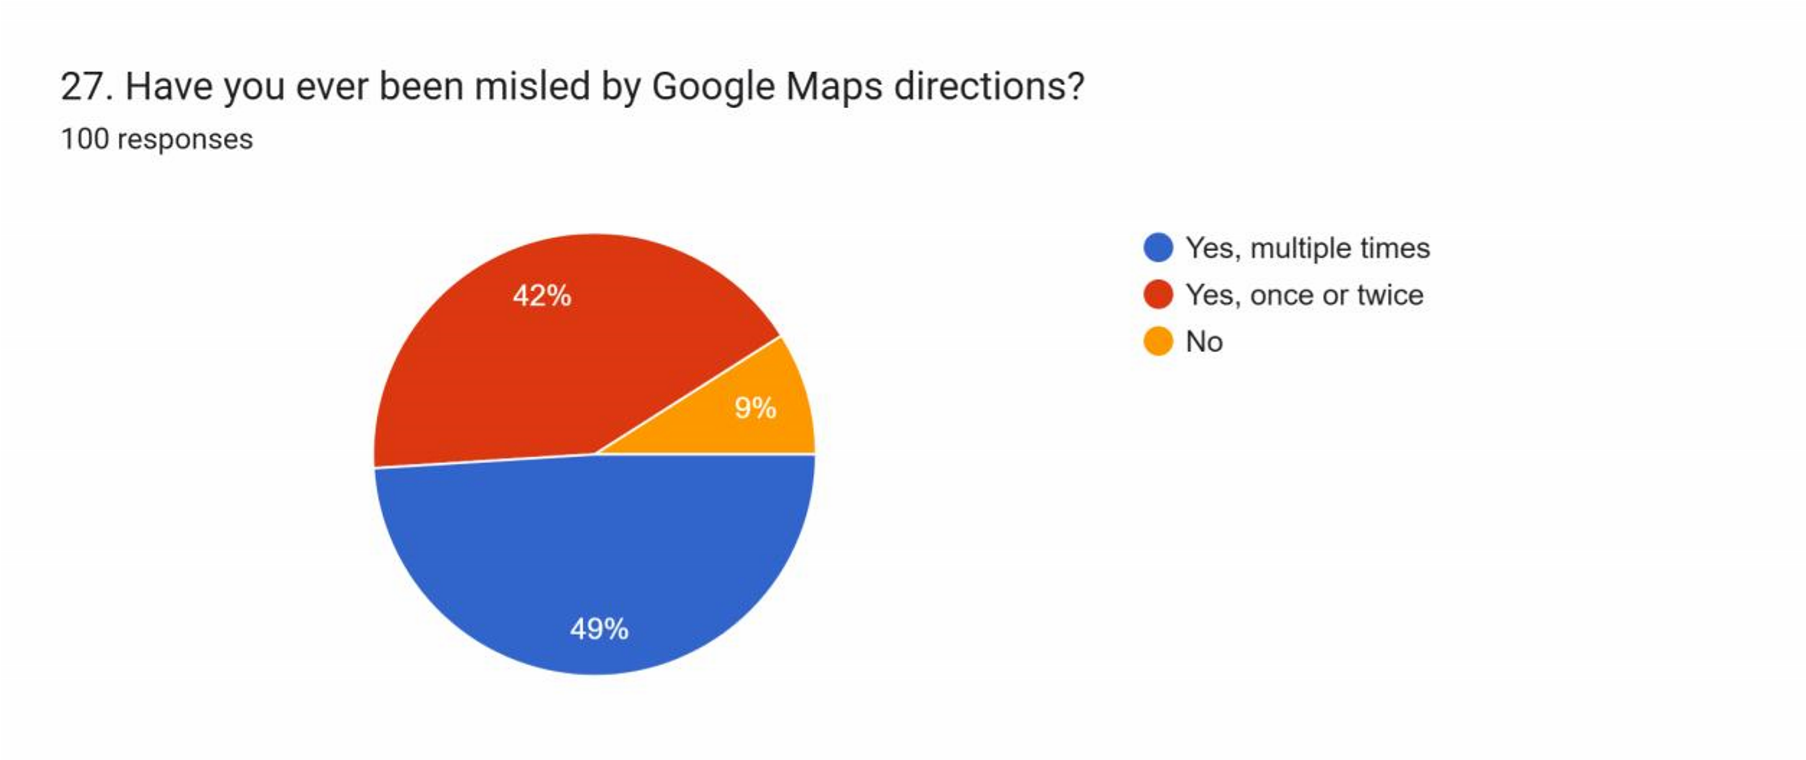 27. Have you ever been misled by Google Maps directions?
100 responses
42%
9%
49%
Yes, multiple times
Yes, once or twice
No